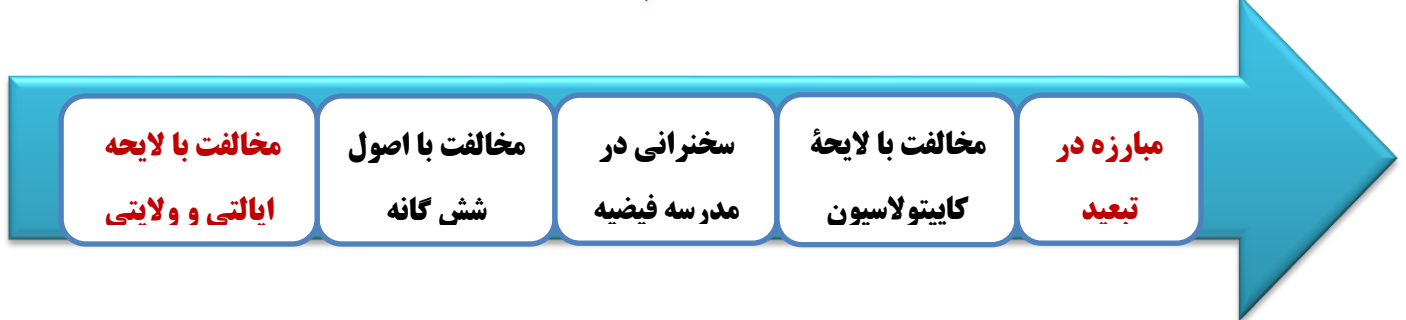 مخالفت با لایحه
ایالتی و ولایتی
مخالفت با اصول
شش گانه
سخنرانی در
مدرسه فیضیه
مخالفت با لایحهٔ
کاپیتولاسیون
مبارزه در
تبعید